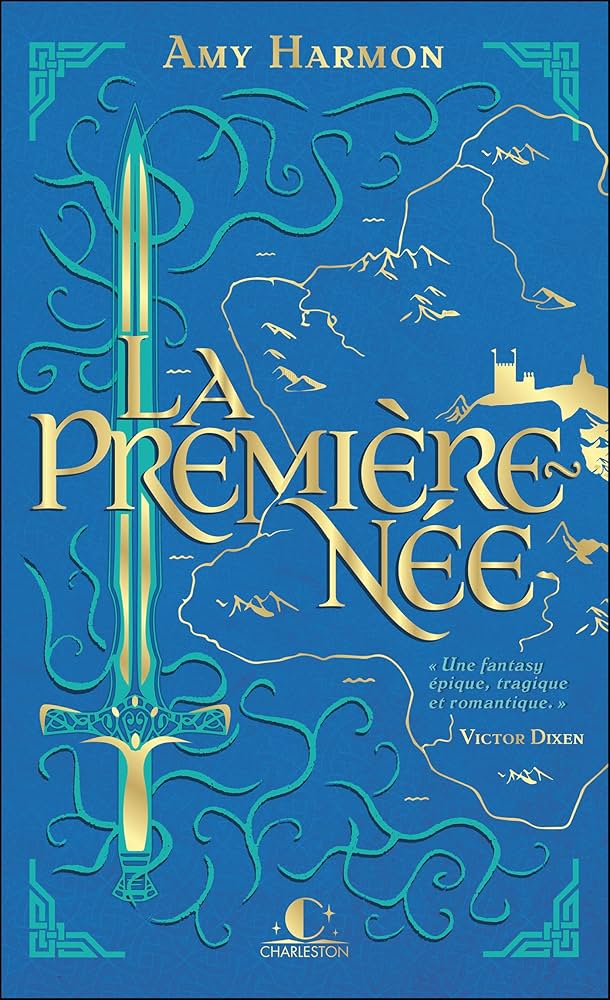 AMY HARMON
LA
PREMIÈRE-
NÉE
« Une fantasy
épique, tragique
et romantique. »
VICTOR DIXEN
CHARLESTON